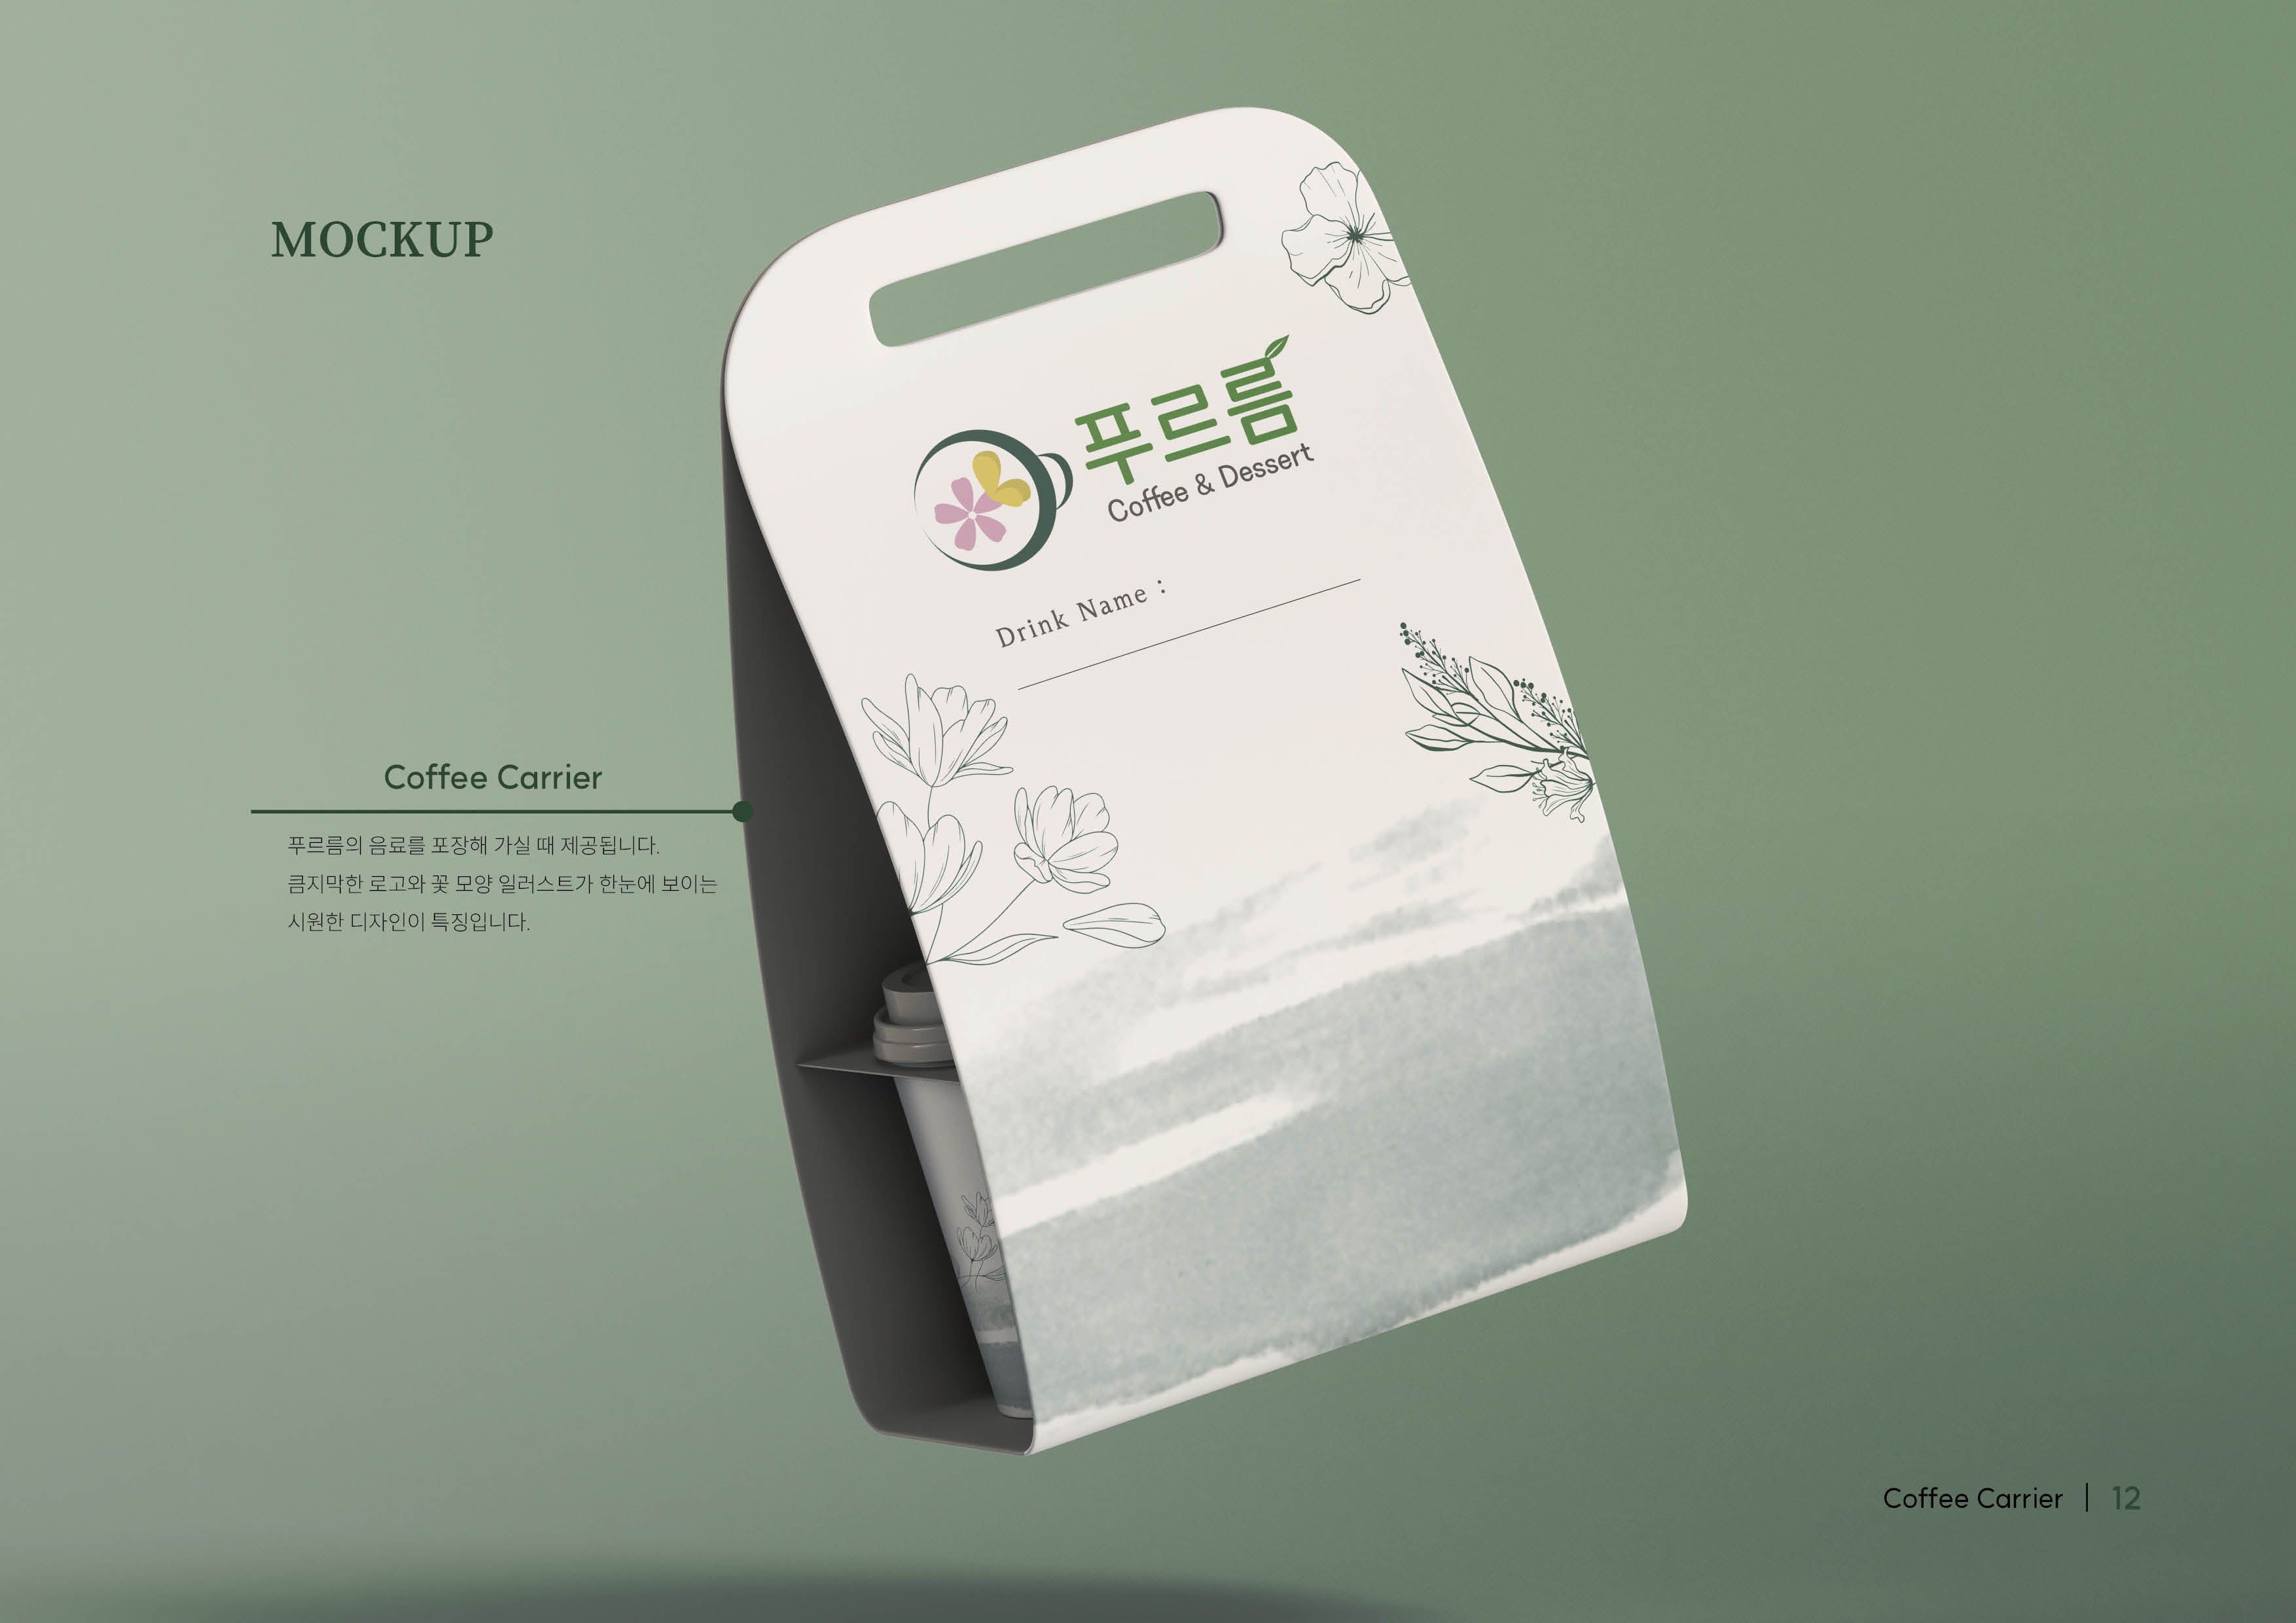 MOCKUP
푸르름
Coffee & Dessert
Drink Name :
Coffee Carrier
푸르름의 음료를 포장해 가실 때 제공됩니다.
큼지막한 로고와 꽃 모양 일러스트가 한눈에 보이는
시원한 디자인이 특징입니다.
Coffee Carrier | 12